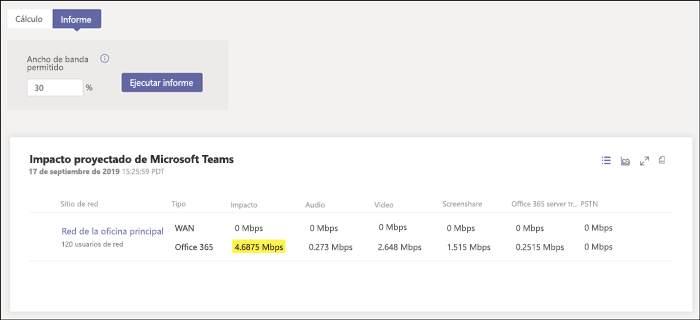 Cálculo Informe
Ancho de banda
permitido
30 %
Ejecutar informe
Impacto proyectado de Microsoft Teams
17 de septiembre de 2019 15:25:59 PDT
Sitio de red Tipo Impacto Audio Vídeo Screenshare Office 365 server tr... PSTN
Red de la oficina principal WAN 0 Mbps 0 Mbps 0 Mbps 0 Mbps 0 Mbps 0 Mbps
120 usuarios de red Office 365 4.6875 Mbps 0.273 Mbps 2.648 Mbps 1.515 Mbps 0.2515 Mbps 0 Mbps